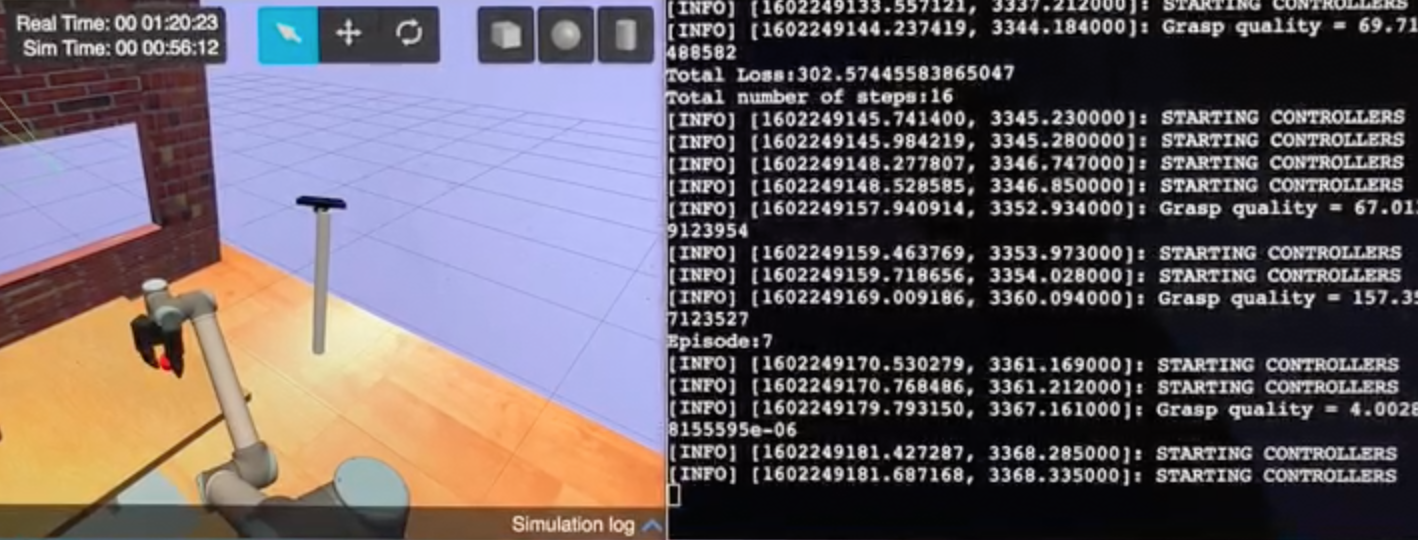 Real Time: 00 01:20:23
Sim Time: 00 00:56:12
Simulation log
[INFO] [1602249133.557121, 3337.212000]: STARTING CONTROLLERS
[INFO] [1602249144.237419, 3344.184000]: Grasp quality = 69.71
488582
Total Loss:302.57445583865047
Total number of steps:16
[INFO] [1602249145.741400, 3345.230000]: STARTING CONTROLLERS
[INFO] [1602249145.984219, 3345.280000]: STARTING CONTROLLERS
[INFO] [1602249148.277807, 3346.747000]: STARTING CONTROLLERS
[INFO] [1602249148.528585, 3346.850000]: STARTING CONTROLLERS
[INFO] [1602249157.940914, 3352.934000]: Grasp quality = 67.01
9123954
[INFO] [1602249159.463769, 3353.973000]: STARTING CONTROLLERS
[INFO] [1602249159.718656, 3354.028000]: STARTING CONTROLLERS
[INFO] [1602249169.009186, 3360.094000]: Grasp quality = 157.35
7123527
Episode:7
[INFO] [1602249170.530279, 3361.169000]: STARTING CONTROLLERS
[INFO] [1602249170.768486, 3361.212000]: STARTING CONTROLLERS
[INFO] [1602249179.793150, 3367.161000]: Grasp quality = 4.0028
8155595e-06
[INFO] [1602249181.427287, 3368.285000]: STARTING CONTROLLERS
[INFO] [1602249181.687168, 3368.335000]: STARTING CONTROLLERS